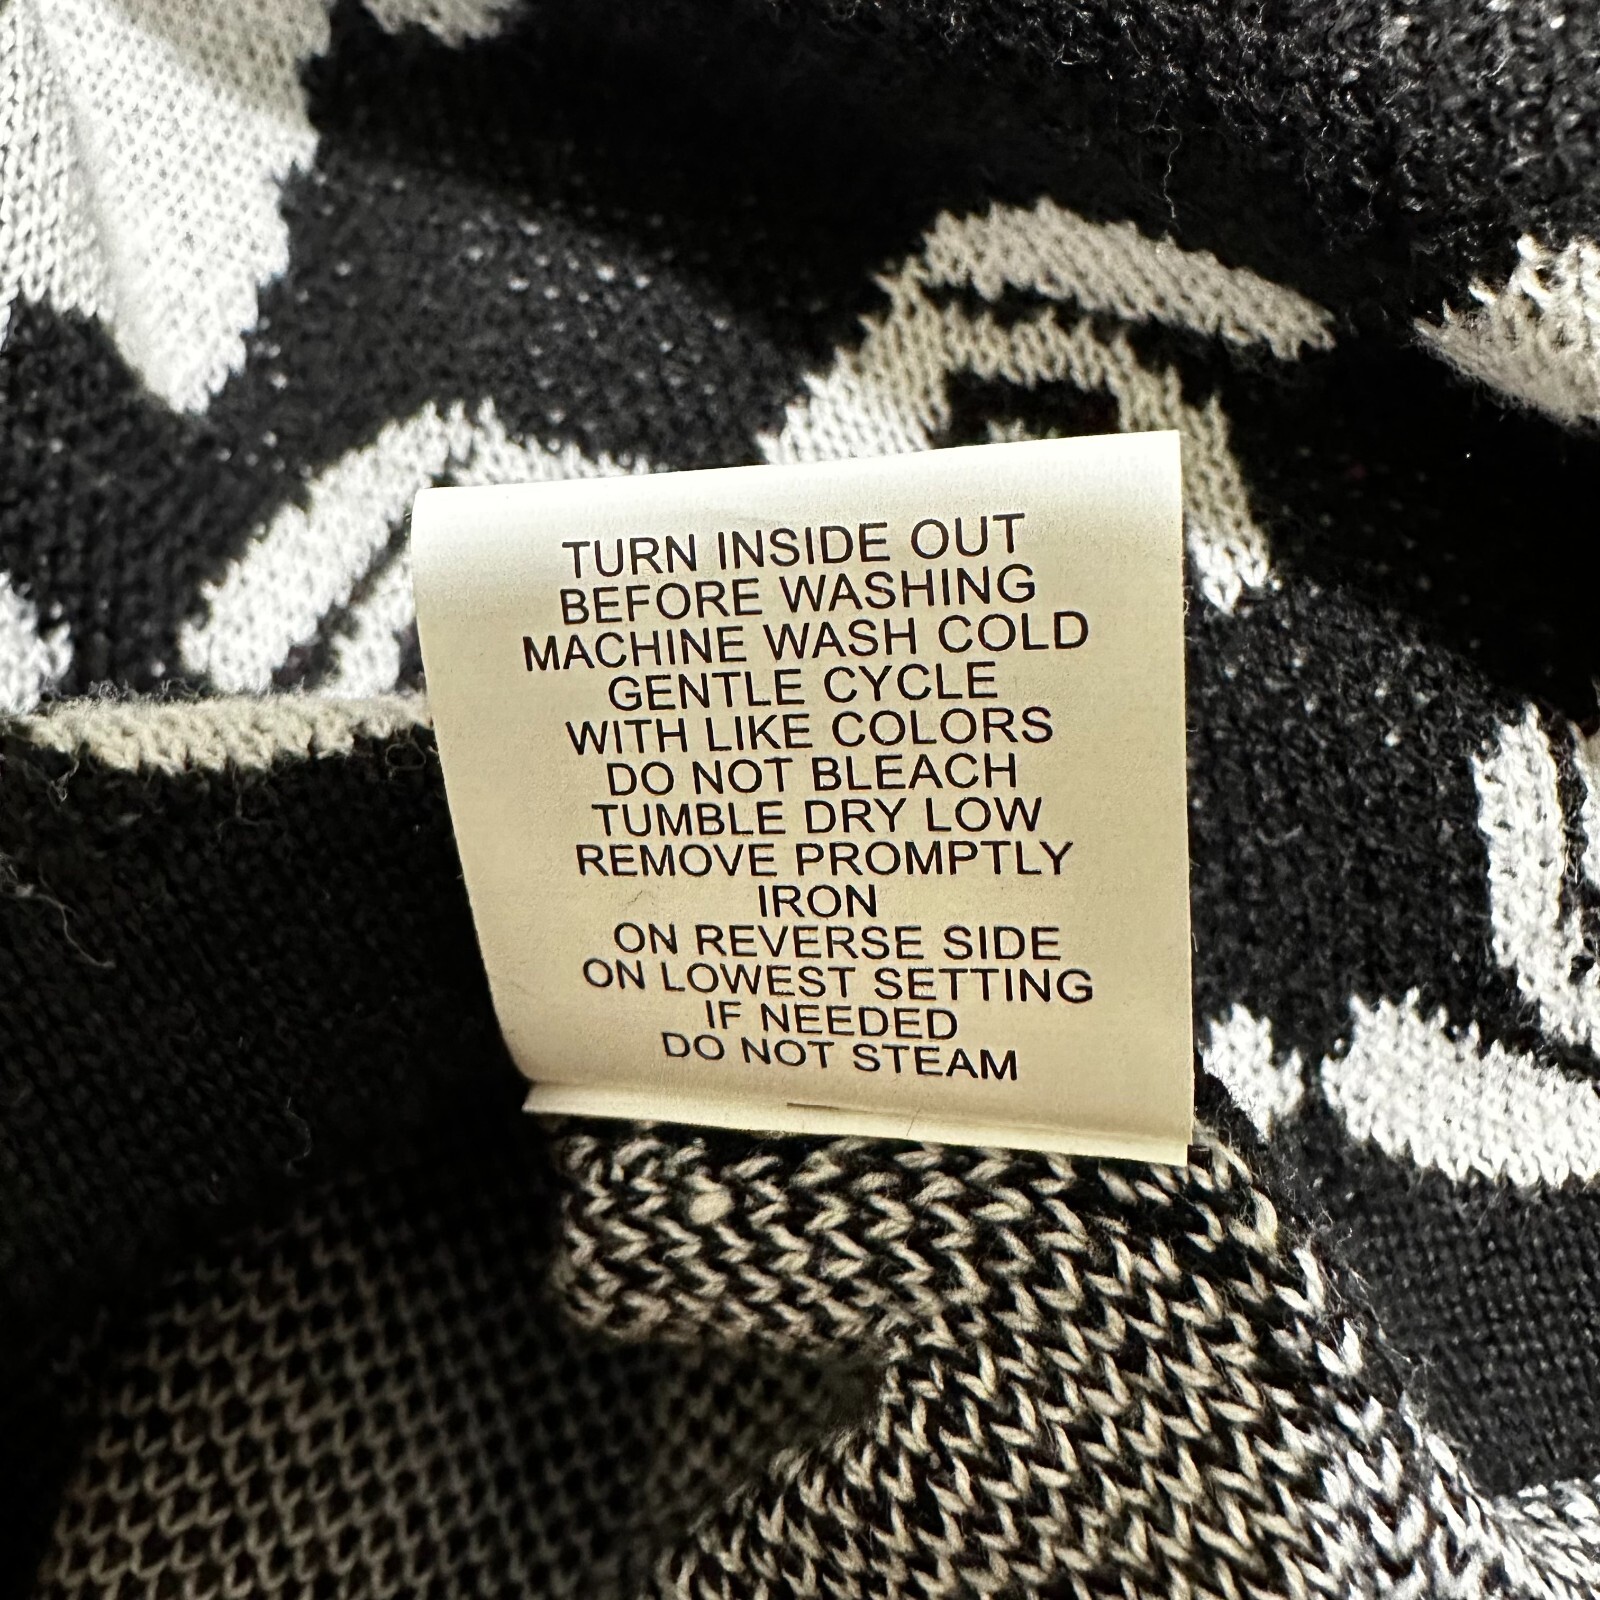 TURN INSIDE OUT
BEFORE WASHING
MACHINE WASH COLD
GENTLE CYCLE
WITH LIKE COLORS
DO NOT BLEACH
TUMBLE DRY LOW
REMOVE PROMPTLY
IRON
ON REVERSE SIDE
ON LOWEST SETTING
IF NEEDED
DO NOT STEAM